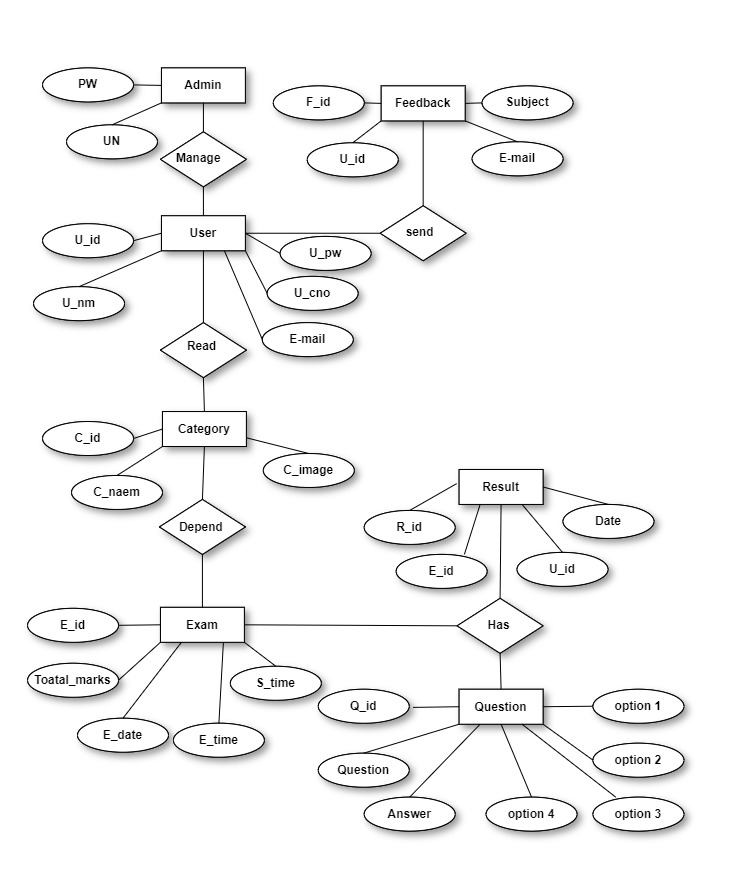 PW
Admin
F_id
Feedback
Subject
UN
Manage
U_id
E-mail
U_id
User
send
U_pw
U_nm
U_cno
Read
E-mail
C_id
Category
C_image
C_naem
Result
Depend
R_id
Date
E_id
U_id
E_id
Exam
Has
Toatal_marks
S_time
Q_id
Question
option 1
E_date
E_time
Question
option 2
Answer
option 4
option 3